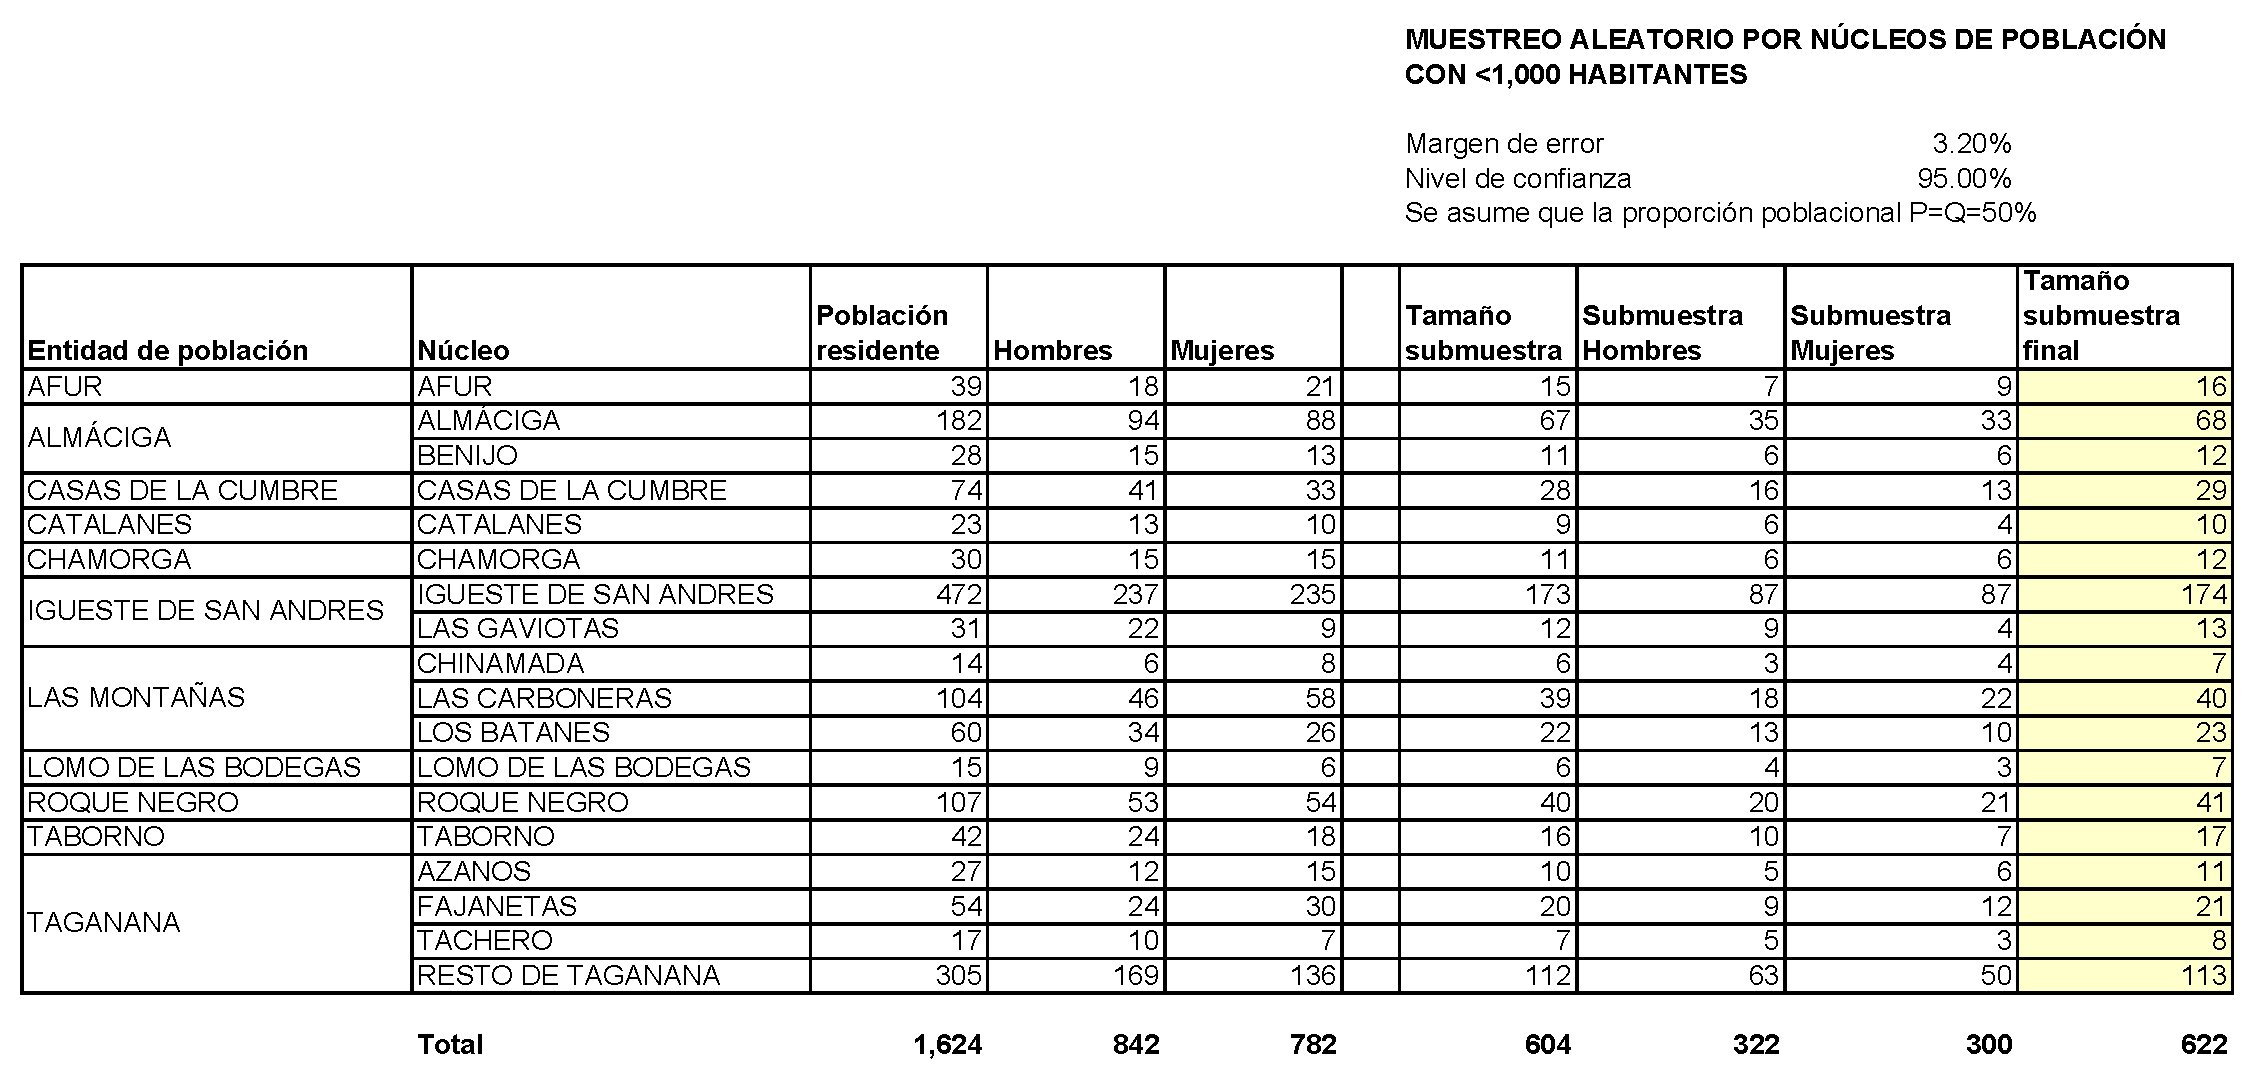 MUESTREO ALEATORIO POR NÚCLEOS DE POBLACIÓN
CON <1,000 HABITANTES
Margen de error 3.20%
Nivel de confianza 95.00%
Se asume que la proporción poblacional P=Q=50%
Entidad de población Núcleo Población residente Hombres Mujeres Tamaño submuestra Submuestra Hombres Submuestra Mujeres Tamaño submuestra final
AFUR AFUR 39 18 21 15 7 9 16
ALMÁCIGA ALMÁCIGA 182 94 88 67 35 33 68
BENIJO 28 15 13 11 6 6 12
CASAS DE LA CUMBRE CASAS DE LA CUMBRE 74 41 33 28 16 13 29
CATALANES CATALANES 23 13 10 9 6 4 10
CHAMORGA CHAMORGA 30 15 15 11 6 6 12
IGUESTE DE SAN ANDRES IGUESTE DE SAN ANDRES 472 237 235 173 87 87 174
LAS GAVIOTAS 31 22 9 12 9 4 13
LAS MONTAÑAS CHINAMADA 14 6 8 6 3 4 7
LAS CARBONERAS 104 46 58 39 18 22 40
LOS BATANES 60 34 26 22 13 10 23
LOMO DE LAS BODEGAS LOMO DE LAS BODEGAS 15 9 6 6 4 3 7
ROQUE NEGRO ROQUE NEGRO 107 53 54 40 20 21 41
TABORNO TABORNO 42 24 18 16 10 7 17
TAGANANA AZANOS 27 12 15 10 5 6 11
FAJANETAS 54 24 30 20 9 12 21
TACHERO 17 10 7 7 5 3 8
RESTO DE TAGANANA 305 169 136 112 63 50 113
Total 1,624 842 782 604 322 300 622